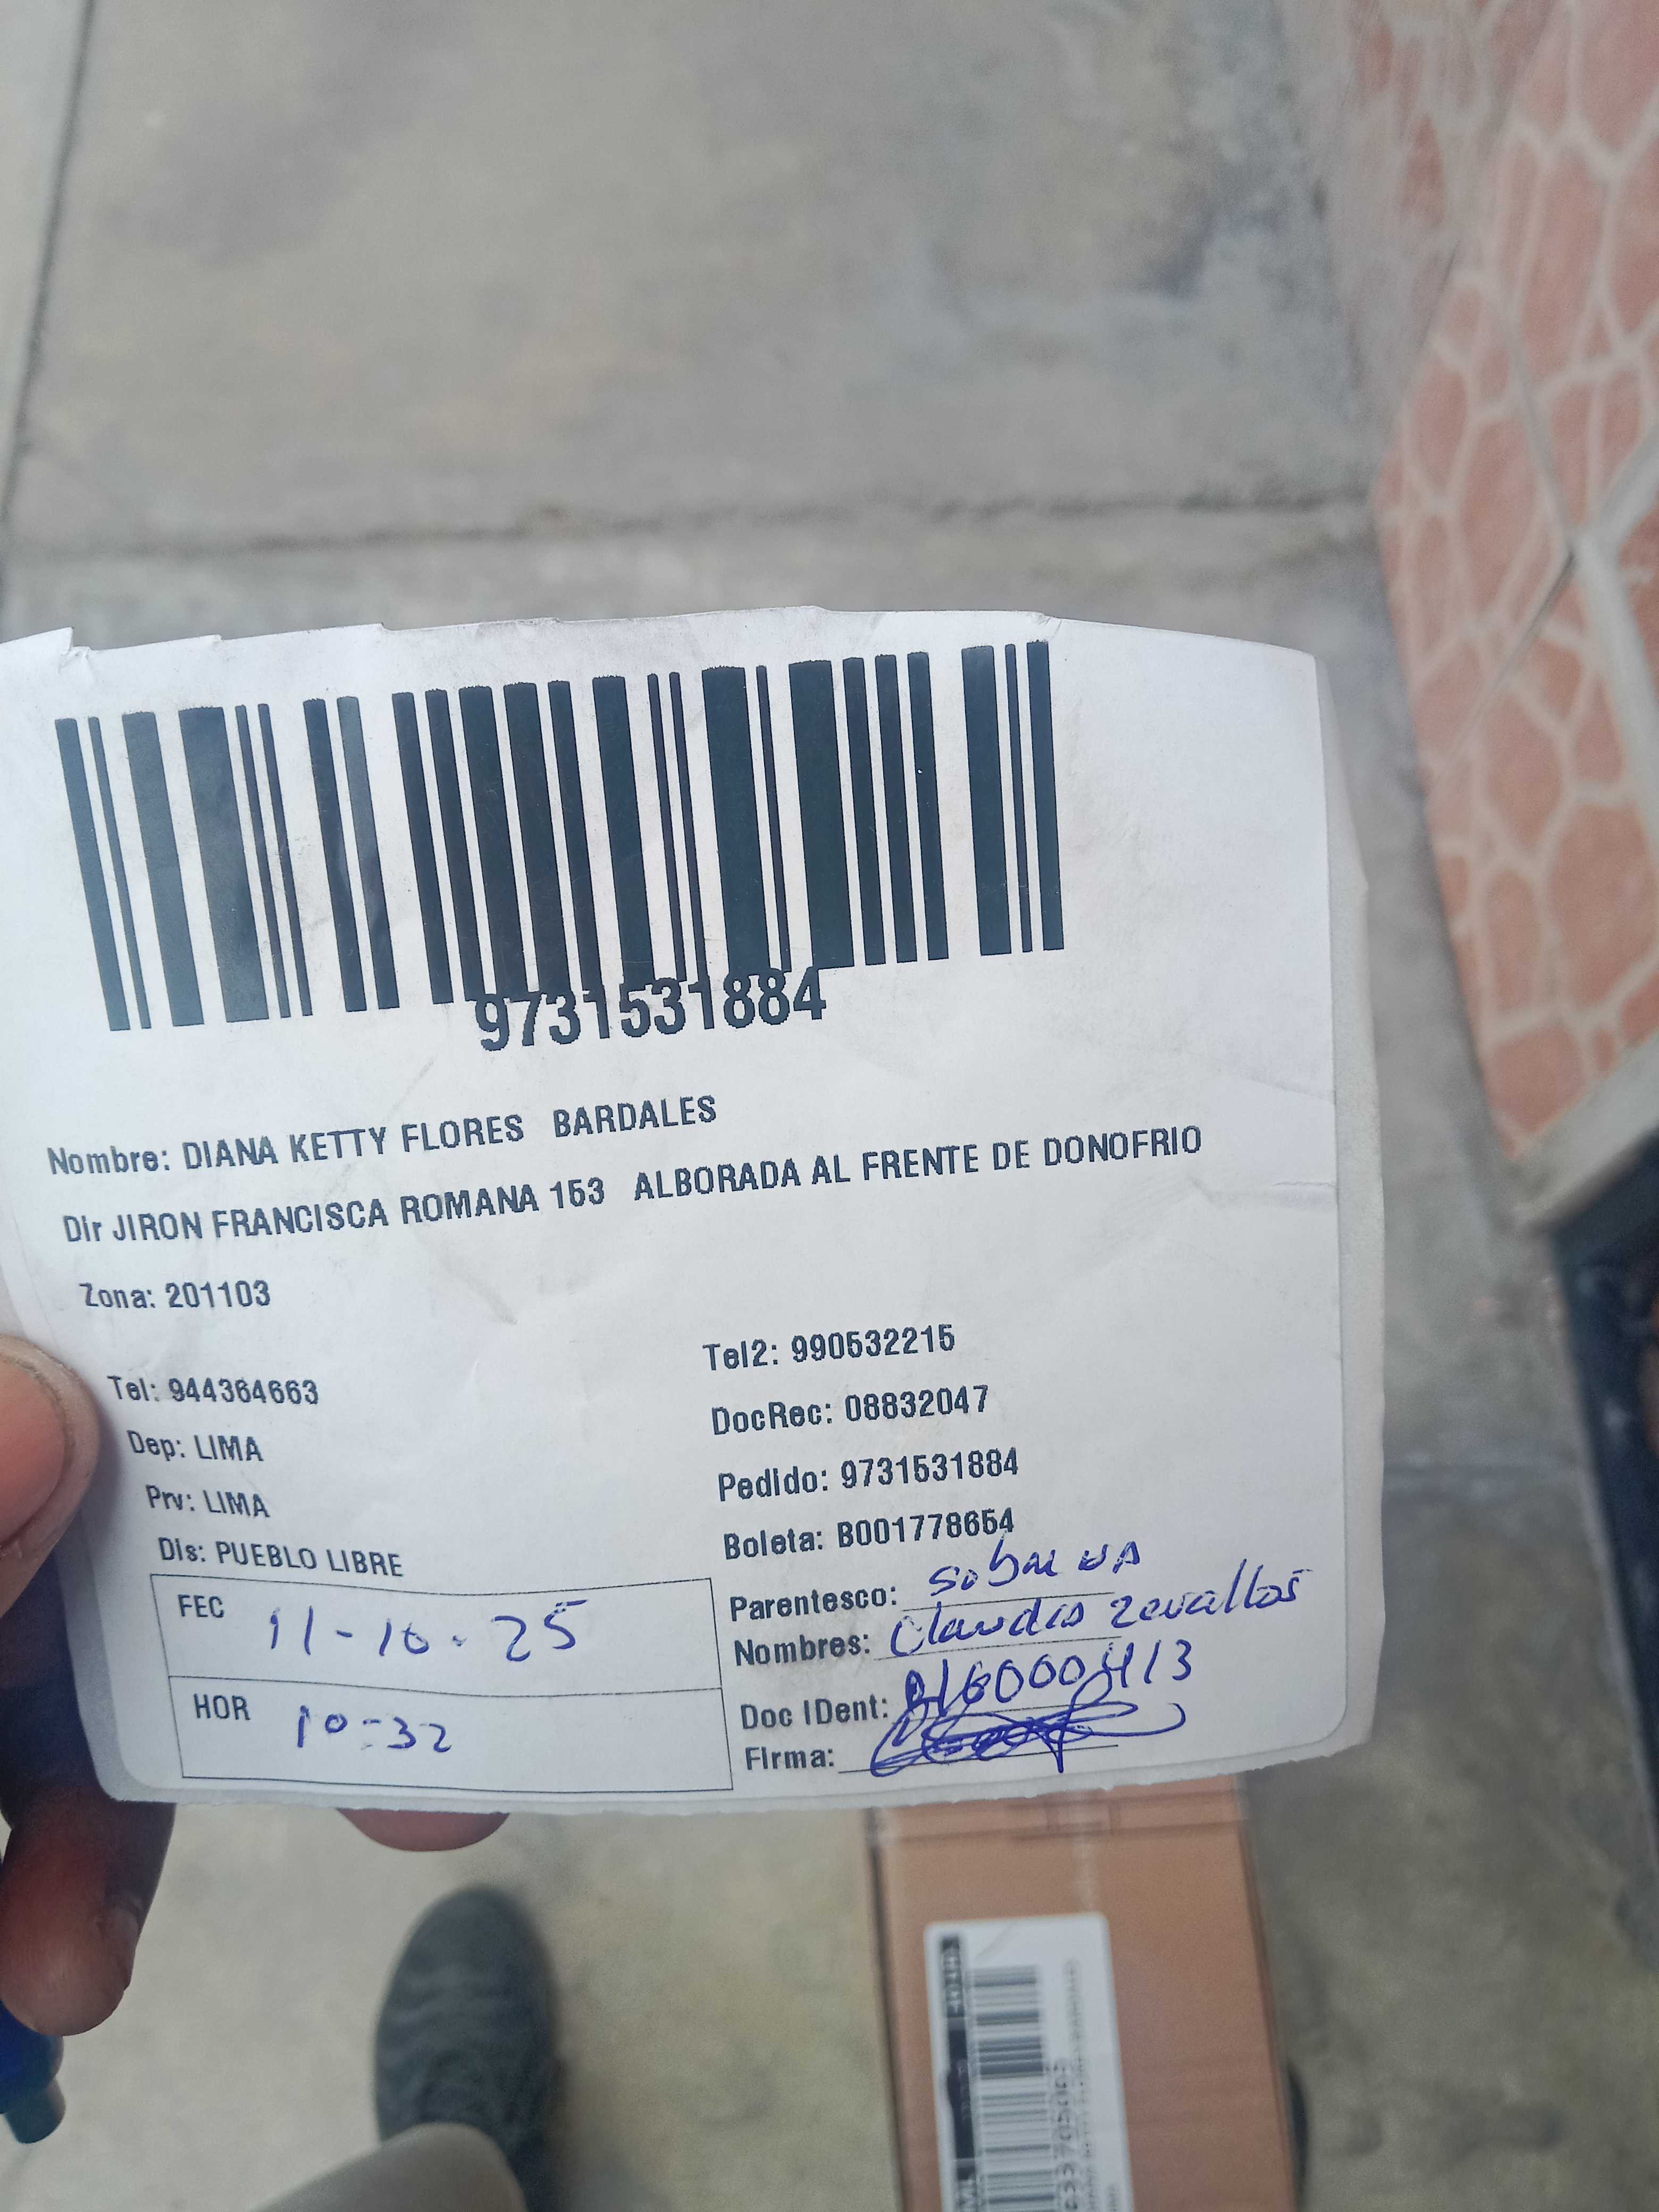 9731531884
Nombre: DIANA KETTY FLORES BARDALES
Dir JIRON FRANCISCA ROMANA 153 ALBORADA AL FRENTE DE DONOFRIO
Zona: 201103
Tel: 944364663 Tel2: 990532215
Dep: LIMA DocRec: 08832047
Prv: LIMA Pedido: 9731531884
Dis: PUEBLO LIBRE Boleta: B001778654
FEC 11-10-25
HOR 10:32
Parentesco: sobrina
Nombres: Claudia Zevallos
Doc IDent:
Firma: